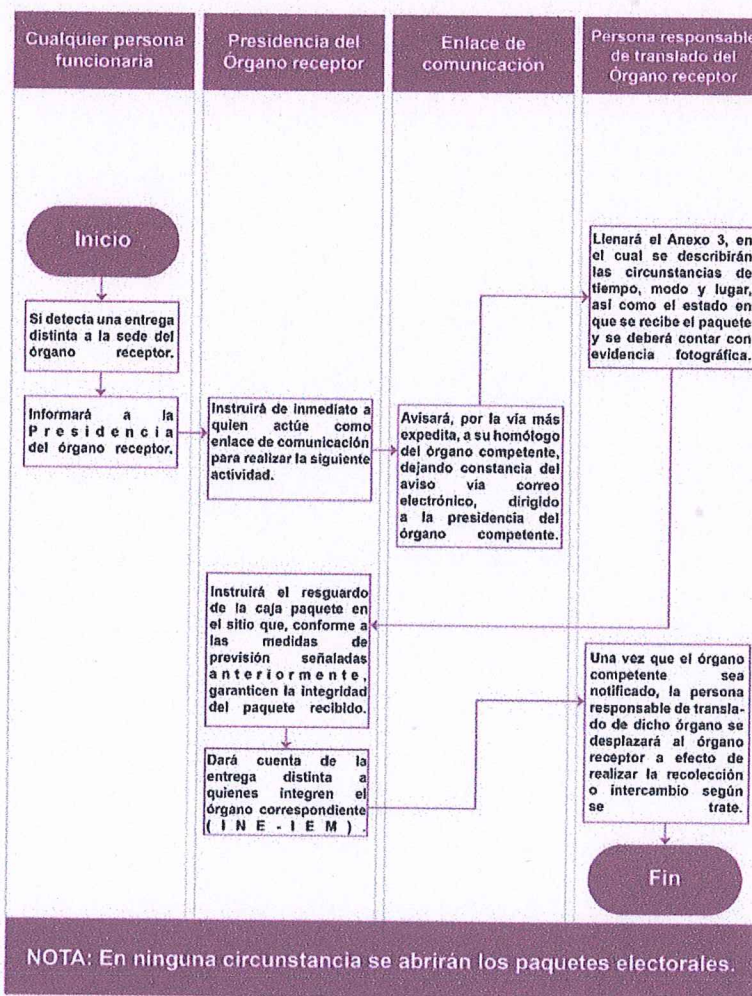 Cualquier persona
funcionaria
Presidencia del
Órgano receptor
Enlace de
comunicación
Persona responsable
de translado del
Órgano receptor
Inicio
Si detecta una entrega
distinta a la sede del
órgano receptor.
Informará a la
Presidencia
del órgano receptor.
Instruirá de inmediato a
quien actúe como
enlace de comunicación
para realizar la siguiente
actividad.
Avisará, por la vía más
expedita, a su homólogo
del órgano competente,
dejando constancia del
aviso vía correo
electrónico, dirigido
a la presidencia del
órgano competente.
Llenará el Anexo 3, en
el cual se describirán
las circunstancias de
tiempo, modo y lugar,
así como el estado en
que se recibe el paquete
y se deberá contar con
evidencia fotográfica.
Instruirá el resguardo
de la caja paquete en
el sitio que, conforme a
las medidas de
previsión señaladas
anteriormente,
garanticen la integridad
del paquete recibido.
Dará cuenta de la
entrega distinta a
quienes integren el
órgano correspondiente
(INE-IEM).
Una vez que el órgano
competente sea
notificado, la persona
responsable de transla-
do de dicho órgano se
desplazará al órgano
receptor a efecto de
realizar la recolección
o intercambio según
se trate.
Fin
NOTA: En ninguna circunstancia se abrirán los paquetes electorales.